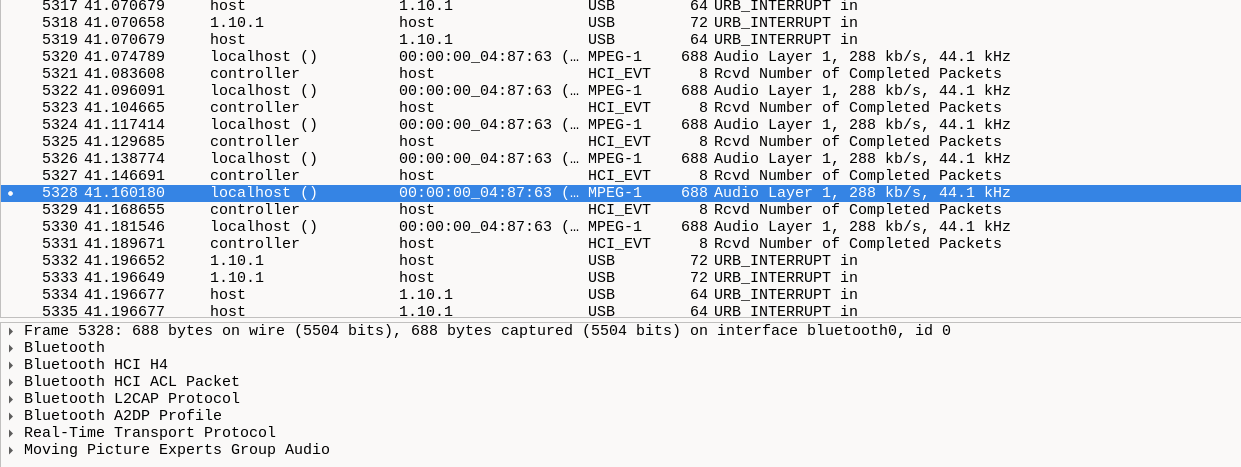 5317 41.070679 host 1.10.1 USB 64 URB_INTERRUPT in
5318 41.070658 1.10.1 host USB 72 URB_INTERRUPT in
5319 41.070679 host 1.10.1 USB 64 URB_INTERRUPT in
5320 41.074789 localhost () 00:00:00_04:87:63 (… MPEG-1 688 Audio Layer 1, 288 kb/s, 44.1 kHz
5321 41.083608 controller host HCI_EVT 8 Rcvd Number of Completed Packets
5322 41.096091 localhost () 00:00:00_04:87:63 (… MPEG-1 688 Audio Layer 1, 288 kb/s, 44.1 kHz
5323 41.104665 controller host HCI_EVT 8 Rcvd Number of Completed Packets
5324 41.117414 localhost () 00:00:00_04:87:63 (… MPEG-1 688 Audio Layer 1, 288 kb/s, 44.1 kHz
5325 41.129685 controller host HCI_EVT 8 Rcvd Number of Completed Packets
5326 41.138774 localhost () 00:00:00_04:87:63 (… MPEG-1 688 Audio Layer 1, 288 kb/s, 44.1 kHz
5327 41.146691 controller host HCI_EVT 8 Rcvd Number of Completed Packets
5328 41.160180 localhost () 00:00:00_04:87:63 (… MPEG-1 688 Audio Layer 1, 288 kb/s, 44.1 kHz
5329 41.168655 controller host HCI_EVT 8 Rcvd Number of Completed Packets
5330 41.181546 localhost () 00:00:00_04:87:63 (… MPEG-1 688 Audio Layer 1, 288 kb/s, 44.1 kHz
5331 41.189671 controller host HCI_EVT 8 Rcvd Number of Completed Packets
5332 41.196652 1.10.1 host USB 72 URB_INTERRUPT in
5333 41.196649 1.10.1 host USB 72 URB_INTERRUPT in
5334 41.196677 host 1.10.1 USB 64 URB_INTERRUPT in
5335 41.196677 host 1.10.1 USB 64 URB_INTERRUPT in
Frame 5328: 688 bytes on wire (5504 bits), 688 bytes captured (5504 bits) on interface bluetooth0, id 0
Bluetooth
Bluetooth HCI H4
Bluetooth HCI ACL Packet
Bluetooth L2CAP Protocol
Bluetooth A2DP Profile
Real-Time Transport Protocol
Moving Picture Experts Group Audio